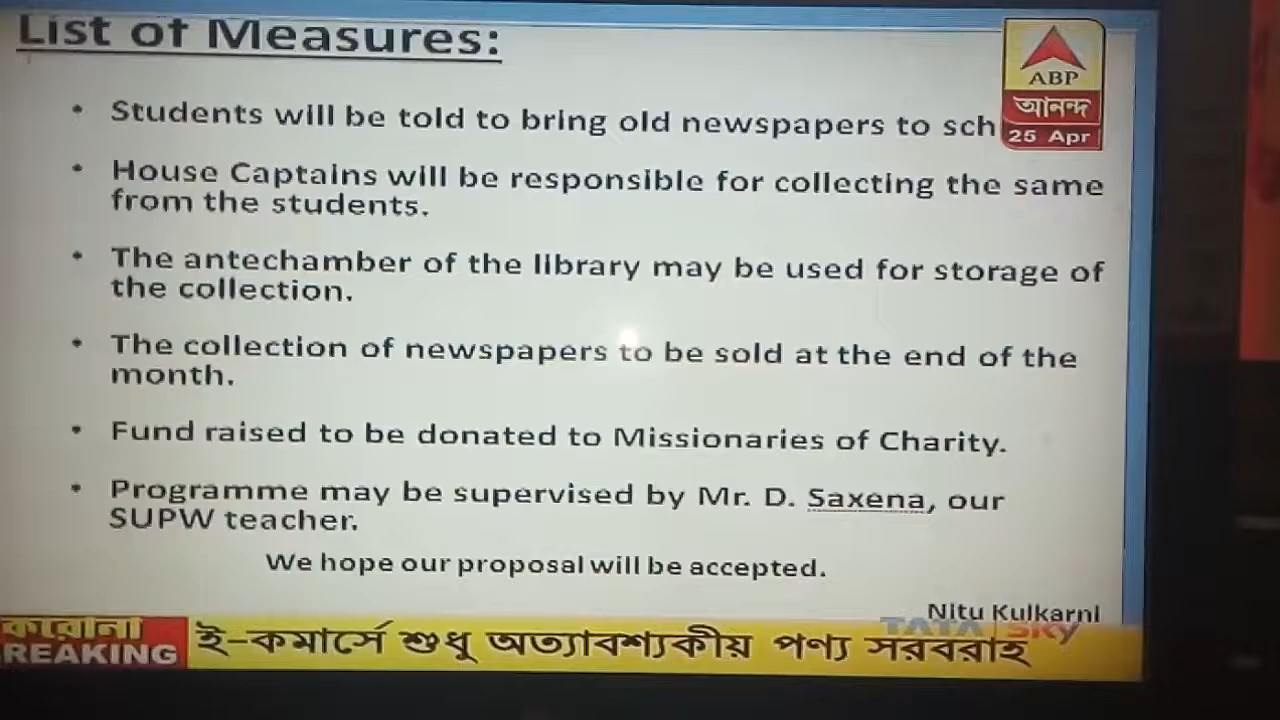 List of Measures:
ABP
আনন্দ
25 Apr
• Students will be told to bring old newspapers to sch
• House Captains will be responsible for collecting the same
from the students.
• The antechamber of the library may be used for storage of
the collection.
• The collection of newspapers to be sold at the end of the
month.
• Fund raised to be donated to Missionaries of Charity.
• Programme may be supervised by Mr. D. Saxena, our
SUPW teacher.
We hope our proposal will be accepted.
Nitu Kulkarni
TATA Sky
করোনা
REAKING
ই-কমার্সে শুধু অত্যাবশ্যকীয় পণ্য সরবরাহ